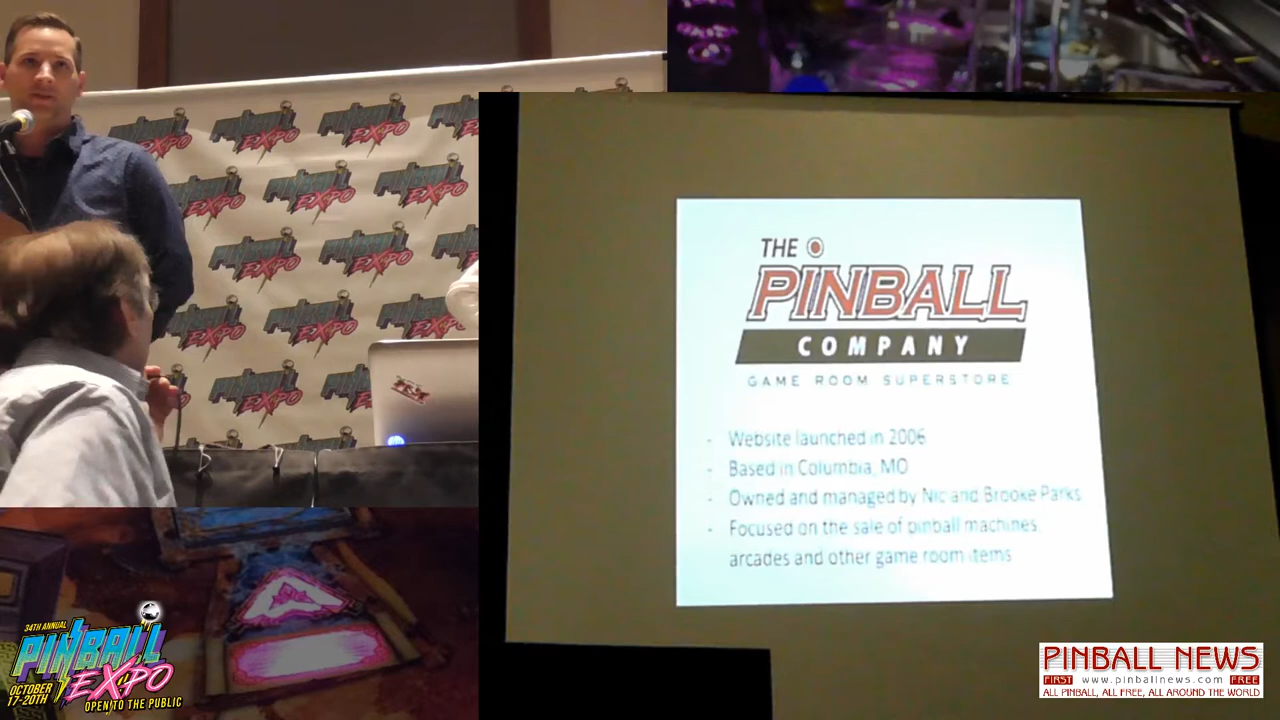 PINBALL EXPO
THE
PINBALL
COMPANY
GAME ROOM SUPERSTORE
- Website launched in 2006
- Based in Columbia, MO
- Owned and managed by Nic and Brooke Parks
- Focused on the sale of pinball machines,
arcades and other game room items
34TH ANNUAL
PINBALL
EXPO
OCTOBER
17-20TH
OPEN TO THE PUBLIC
PINBALL NEWS
FIRST www.pinballnews.com FREE
ALL PINBALL, ALL FREE, ALL AROUND THE WORLD